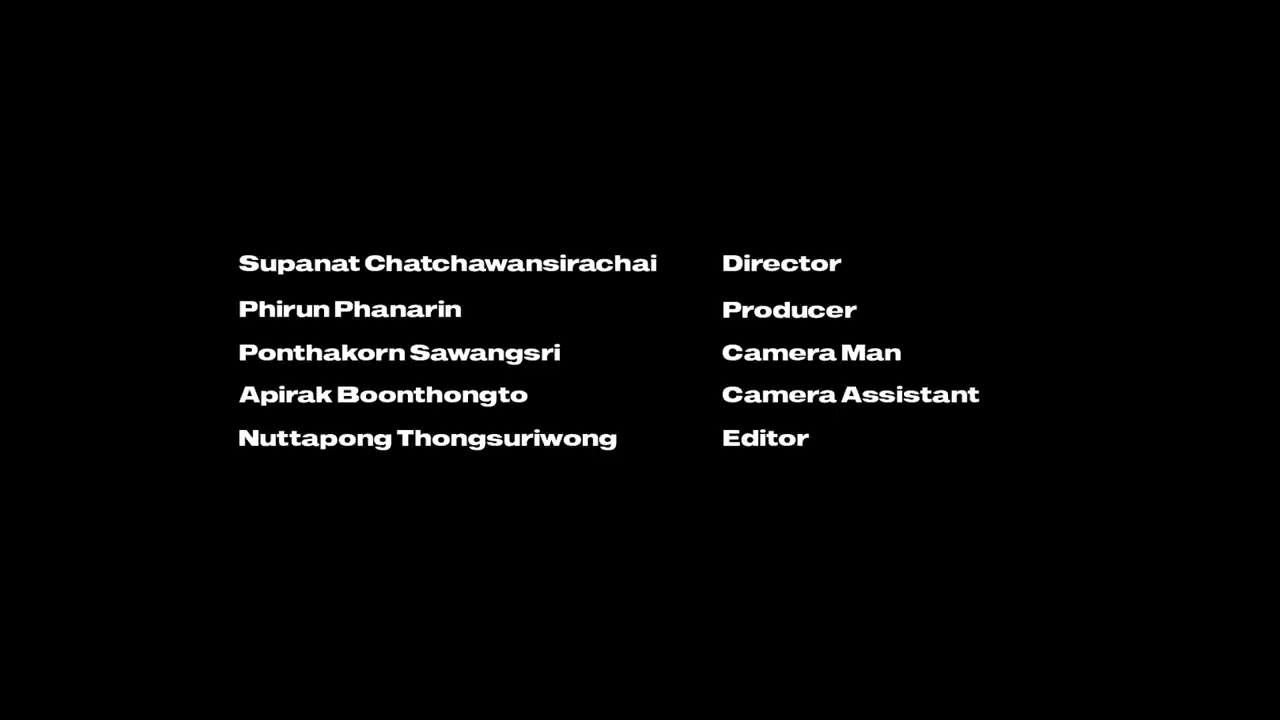 Supanat Chatchawansirachai Director
Phirun Phanarin Producer
Ponthakorn Sawangsri Camera Man
Apirak Boonthongto Camera Assistant
Nuttapong Thongsuriwong Editor